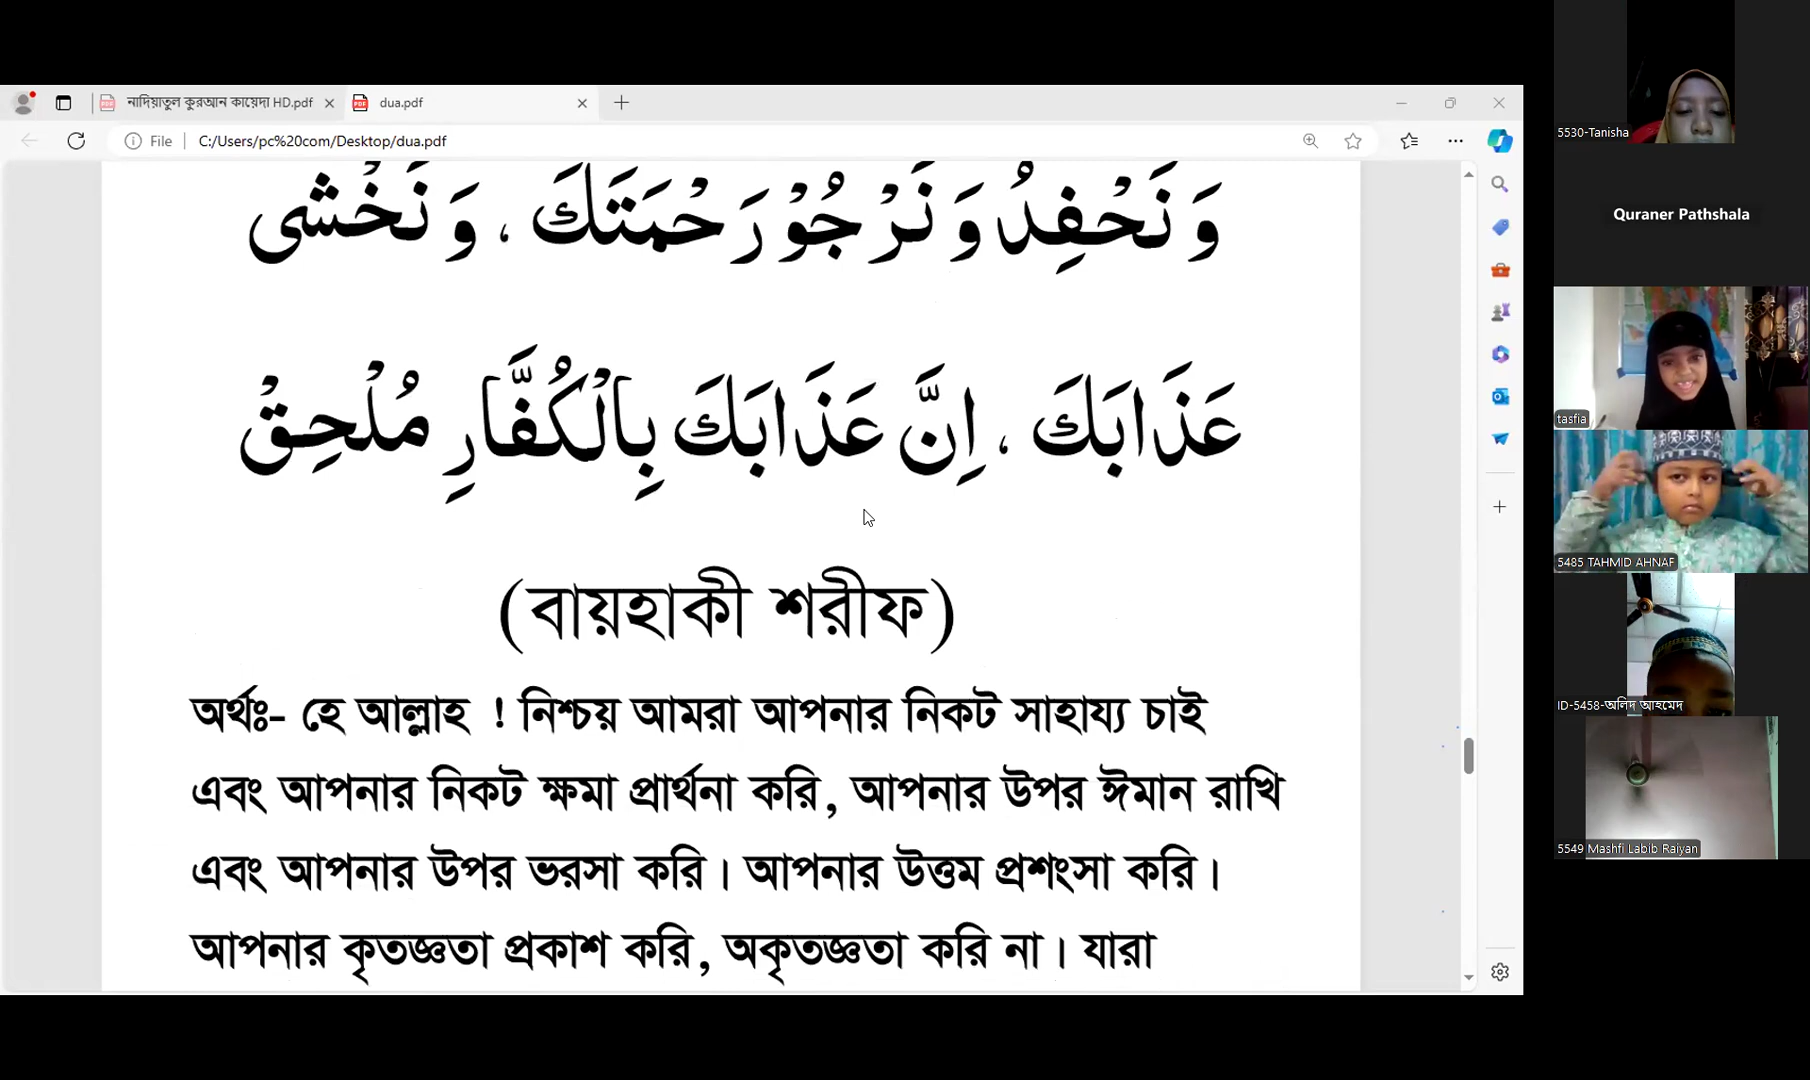 নাদিয়াতুল কুরআন কায়েদা HD.pdf
dua.pdf
File
C:/Users/pc%20com/Desktop/dua.pdf
وَ نَحْفِدُ وَ نَرْجُوْ رَحْمَتَكَ ، وَ نَخْشٰى
عَذَابَكَ ، اِنَّ عَذَابَكَ بِالْكُفَّارِ مُلْحِقْ
(বায়হাকী শরীফ)
অর্থঃ- হে আল্লাহ ! নিশ্চয় আমরা আপনার নিকট সাহায্য চাই
এবং আপনার নিকট ক্ষমা প্রার্থনা করি, আপনার উপর ঈমান রাখি
এবং আপনার উপর ভরসা করি। আপনার উত্তম প্রশংসা করি।
আপনার কৃতজ্ঞতা প্রকাশ করি, অকৃতজ্ঞতা করি না। যারা
5530-Tanisha
Quraner Pathshala
tasfia
5485 TAHMID AHNAF
ID-5458-অলিদ আহমেদ
5549 Mashfi Labib Raiyan